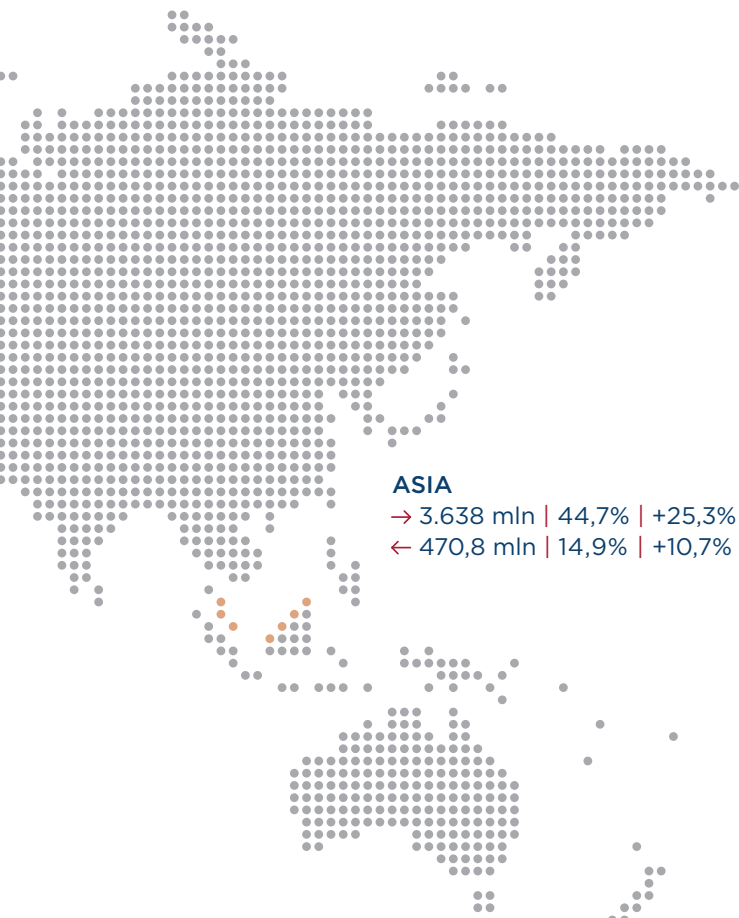 ASIA
→ 3.638 mln | 44,7% | +25,3%
← 470,8 mln | 14,9% | +10,7%